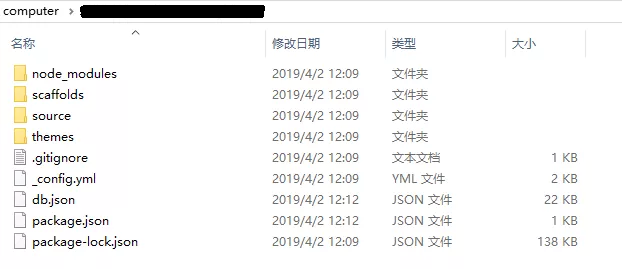 computer >
名称 修改日期 类型 大小
node_modules 2019/4/2 12:09 文件夹
scaffolds 2019/4/2 12:09 文件夹
source 2019/4/2 12:09 文件夹
themes 2019/4/2 12:09 文件夹
.gitignore 2019/4/2 12:09 文本文档 1 KB
_config.yml 2019/4/2 12:09 YML 文件 2 KB
db.json 2019/4/2 12:12 JSON 文件 22 KB
package.json 2019/4/2 12:12 JSON 文件 1 KB
package-lock.json 2019/4/2 12:09 JSON 文件 138 KB